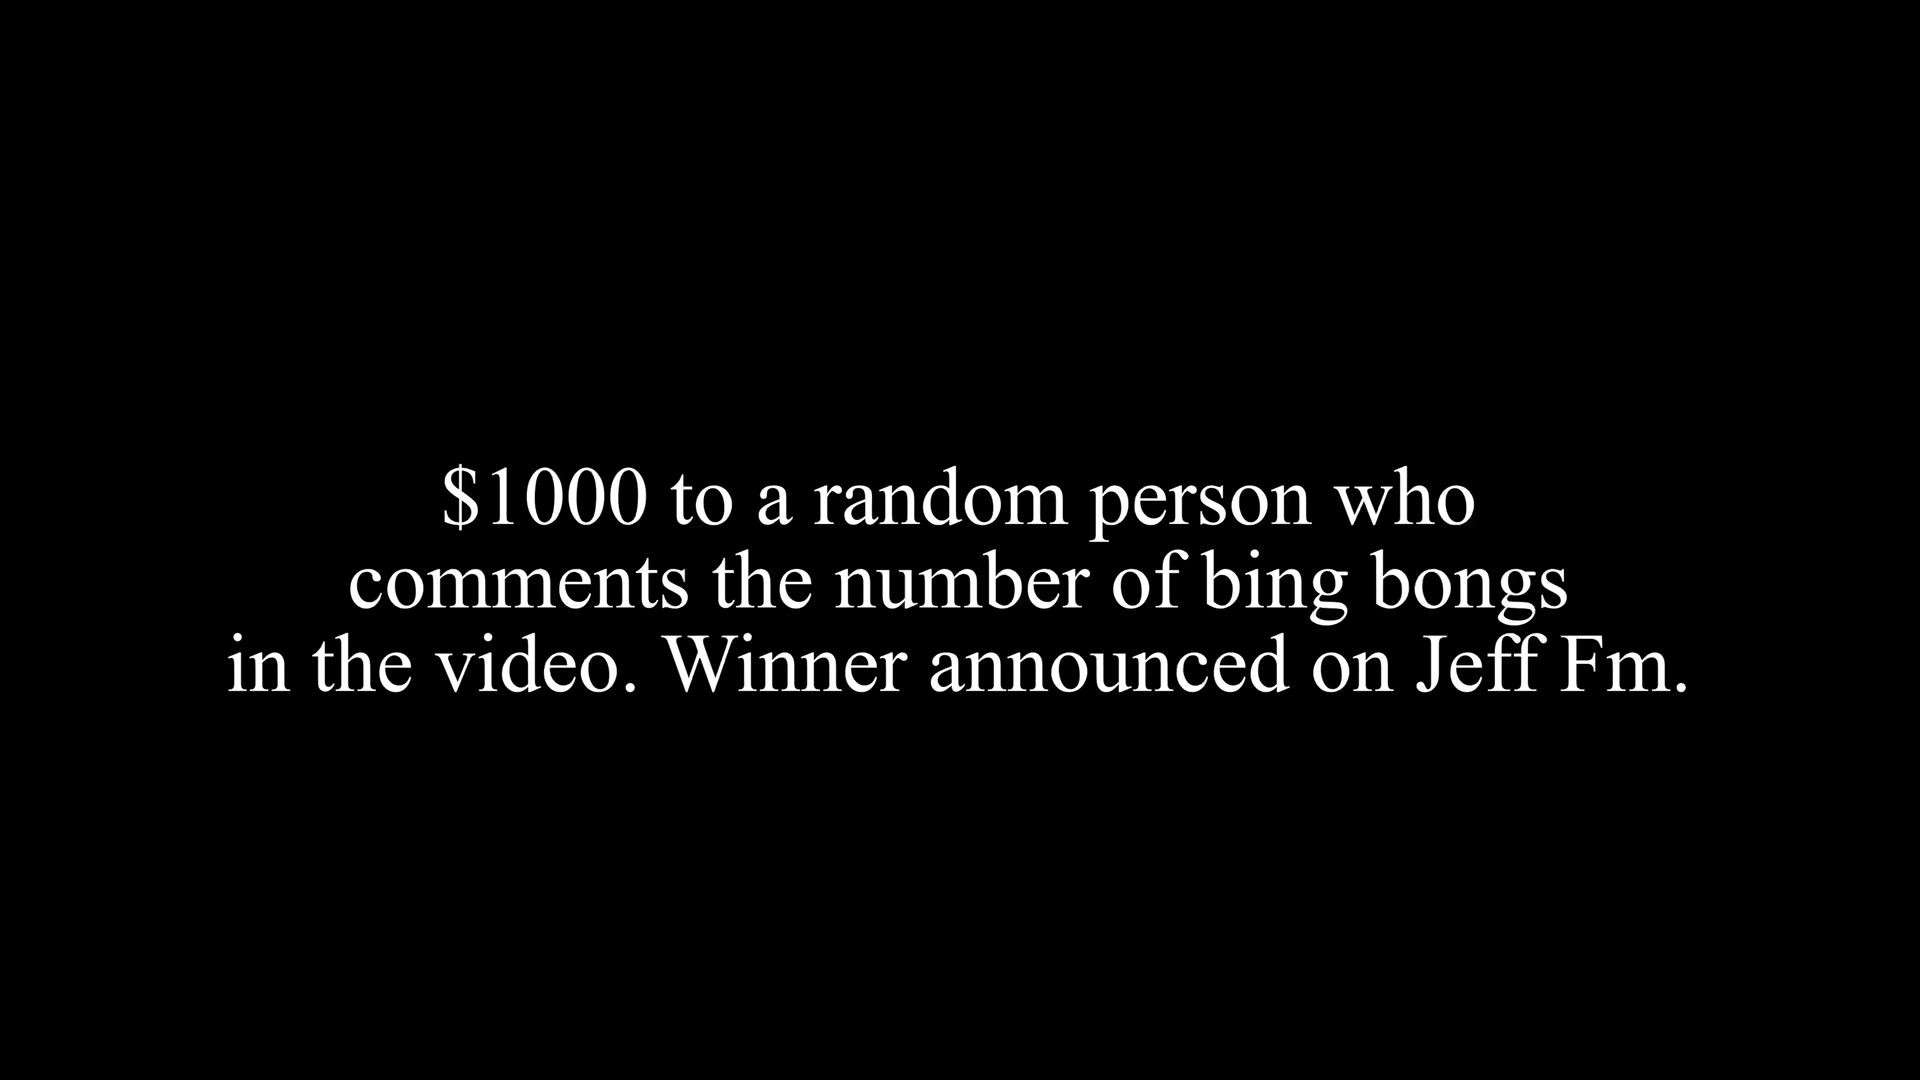 $1000 to a random person who
comments the number of bing bongs
in the video. Winner announced on Jeff Fm.